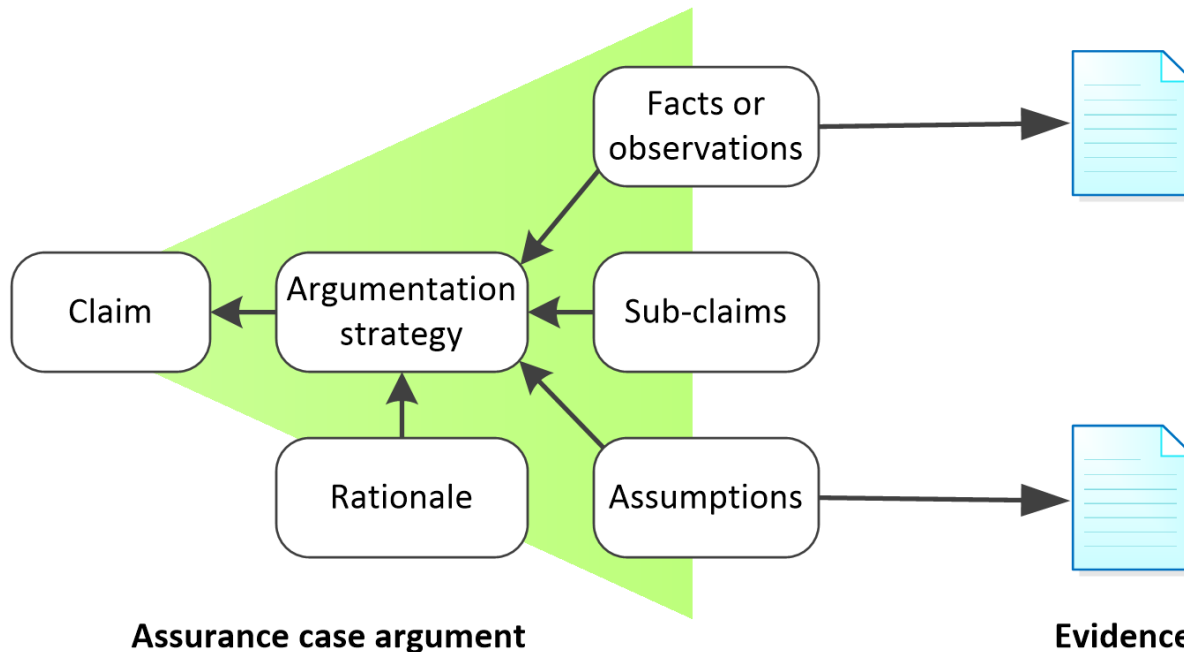 Facts or
observations
Claim
Argumentation
strategy
Sub-claims
Rationale
Assumptions
Assurance case argument
Evidence